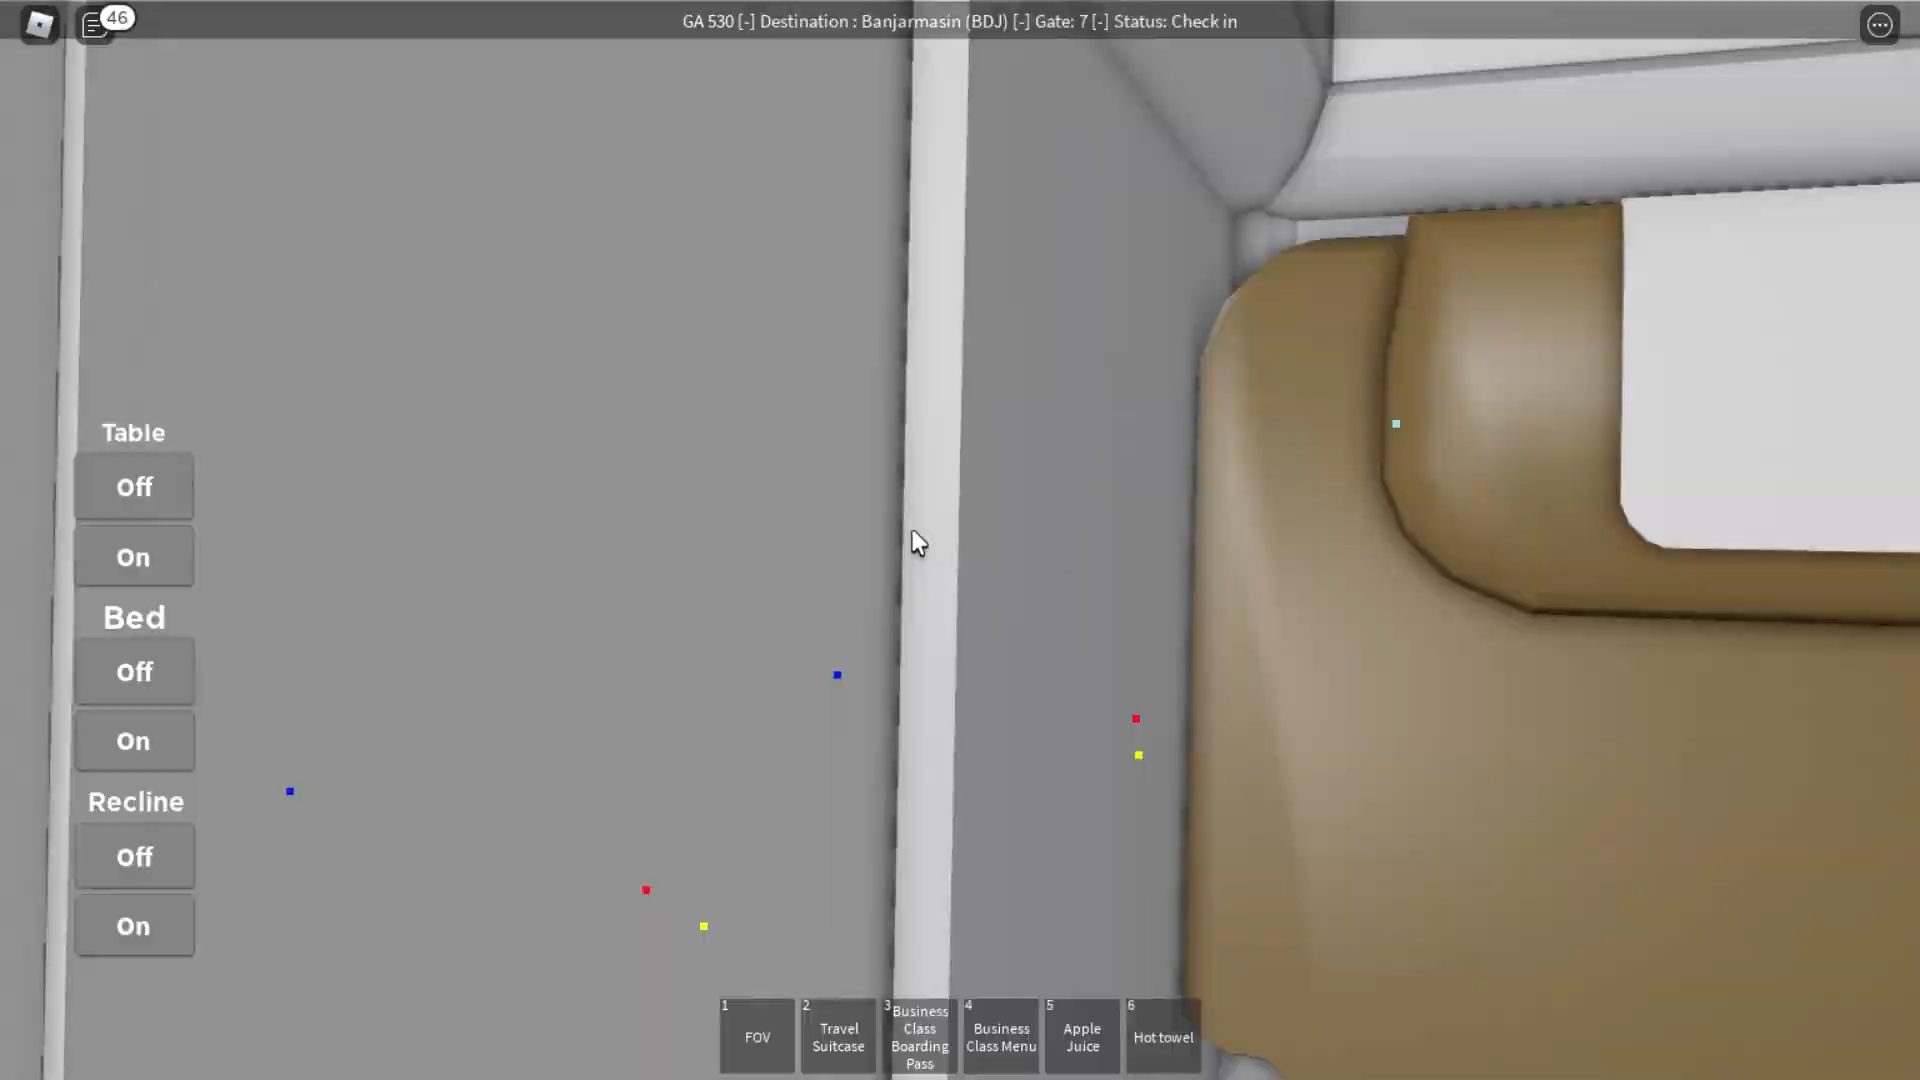 46
GA 530 [-] Destination : Banjarmasin (BDJ) [-] Gate: 7 [-] Status: Check in
Table
Off
On
Bed
Off
On
Recline
Off
On
1
FOV
2
Travel
Suitcase
3
Business
Class
Boarding
Pass
4
Business
Class Menu
5
Apple
Juice
6
Hot towel